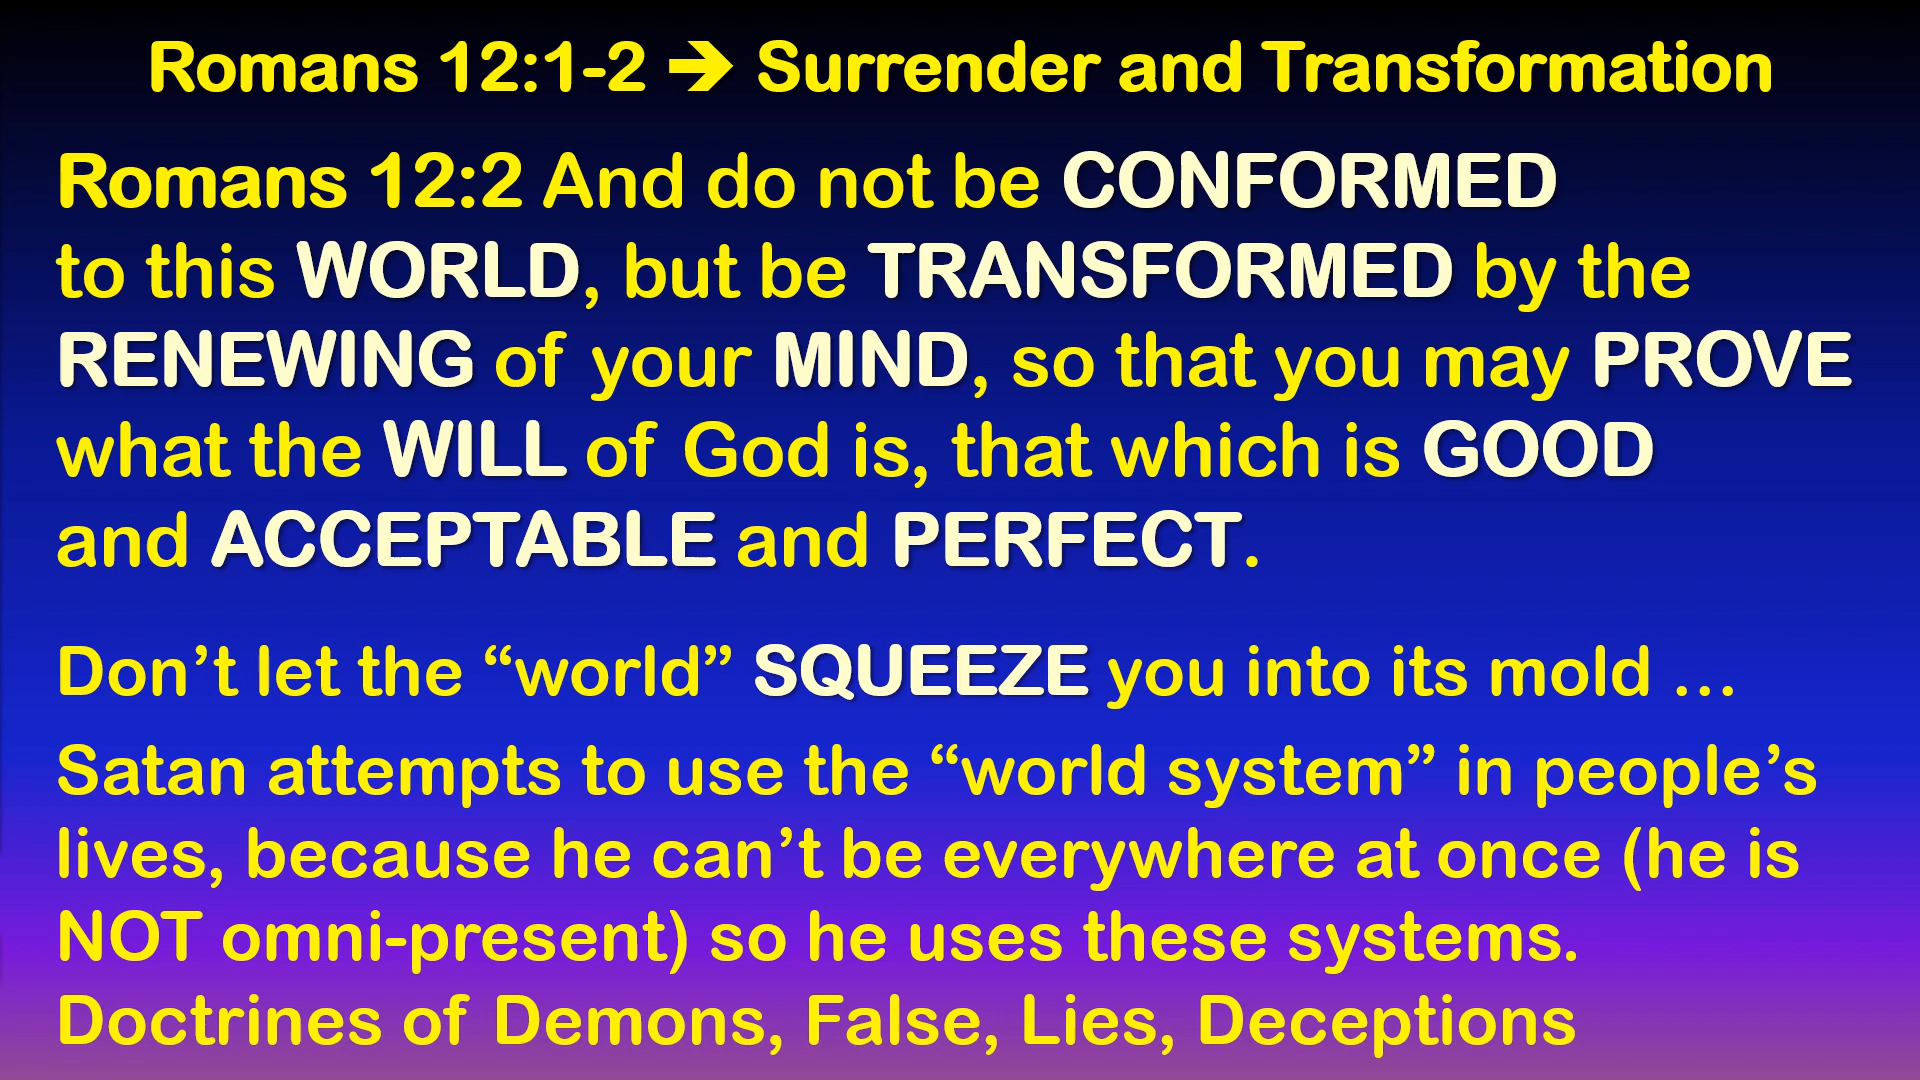 Romans 12:1-2 ➔ Surrender and Transformation
Romans 12:2 And do not be CONFORMED
to this WORLD, but be TRANSFORMED by the
RENEWING of your MIND, so that you may PROVE
what the WILL of God is, that which is GOOD
and ACCEPTABLE and PERFECT.
Don’t let the “world” SQUEEZE you into its mold …
Satan attempts to use the “world system” in people’s
lives, because he can’t be everywhere at once (he is
NOT omni-present) so he uses these systems.
Doctrines of Demons, False, Lies, Deceptions